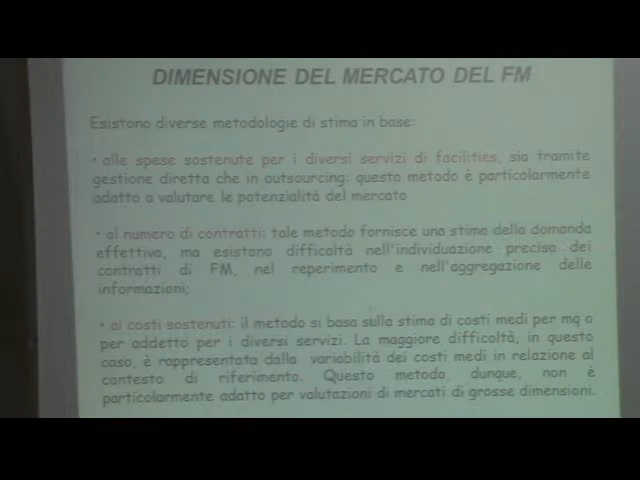 DIMENSIONE DEL MERCATO DEL FM
Esistono diverse metodologie di stima in base:
• alle spese sostenute per i diversi servizi di facilities, sia tramite
gestione diretta che in outsourcing: questo metodo è particolarmente
adatto a valutare le potenzialità del mercato
• al numero di contratti: tale metodo fornisce una stima della domanda
effettiva, ma esistono difficoltà nell'individuazione precisa dei
contratti di FM, nel reperimento e nell'aggregazione delle
informazioni;
• ai costi sostenuti: il metodo si basa sulla stima di costi medi per mq o
per addetto per i diversi servizi. La maggiore difficoltà, in questo
caso, è rappresentata dalla variabilità dei costi medi in relazione al
contesto di riferimento. Questo metodo, dunque, non è
particolarmente adatto per valutazioni di mercati di grosse dimensioni.